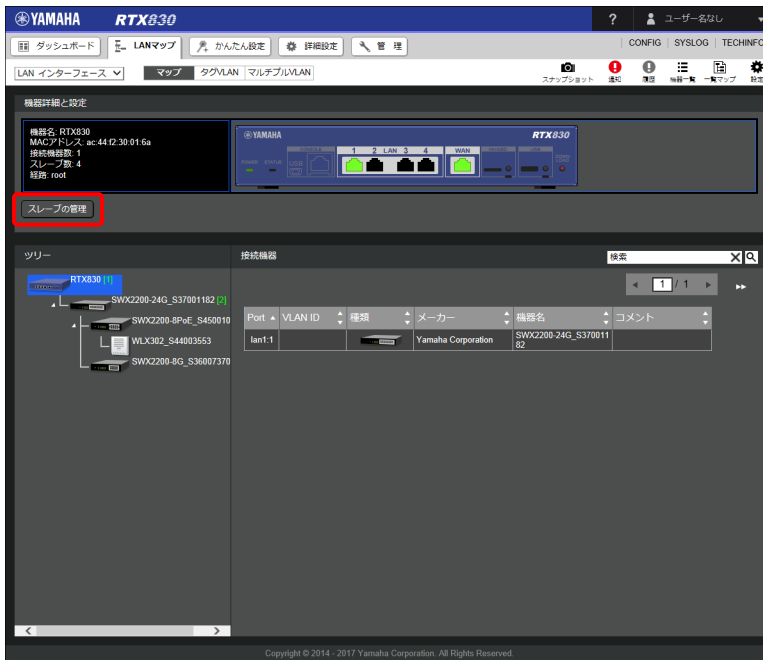 YAMAHA RTX830 ? ユーザーなし
ダッシュボード LANマップ かんたん設定 詳細設定 管 理 CONFIG SYSLOG TECHINFO
LAN インターフェース マップ タグVLAN マルチプルVLAN スナップショット 通知 履歴 機器一覧 一覧マップ 設定
機器詳細と設定
機器名: RTX830
MACアドレス: ac:44:f2:30:01:6a
接続機器数: 1
スレーブ数: 4
経路: root
YAMAHA RTX830
1 2 LAN 3 4 WAN
POWER STATUS USB
スレーブの管理
ツリー 接続機器 検索
RTX830 [1]
SWX2200-24G_S37001182 [2]
SWX2200-8PoE_S450010
WLX302_S44003553
SWX2200-8G_S36007370
1 / 1
Port VLAN ID 種類 メーカー 機器名 コメント
lan1:1 Yamaha Corporation SWX2200-24G_S370011
82
Copyright © 2014 - 2017 Yamaha Corporation. All Rights Reserved.